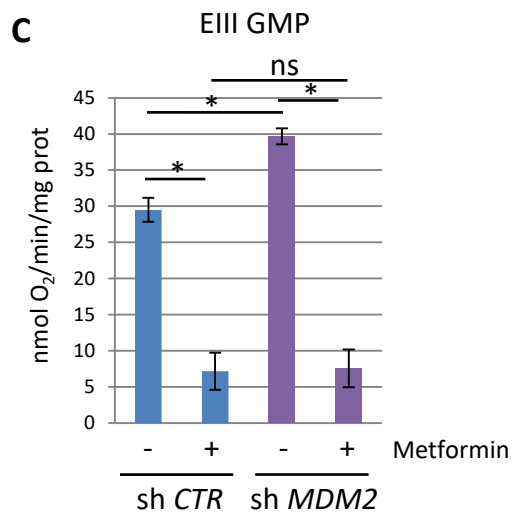 C
EIII GMP
ns
* *
*
45
40
35
30
25
20
15
10
5
0
nmol O₂/min/mg prot
- + - + Metformin
sh CTR sh MDM2